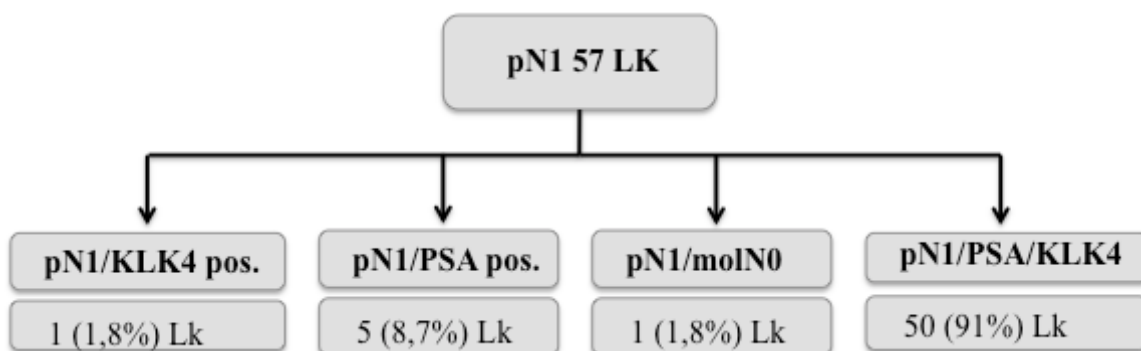 pN1 57 LK
pN1/KLK4 pos.
1 (1,8%) Lk
pN1/PSA pos.
5 (8,7%) Lk
pN1/molN0
1 (1,8%) Lk
pN1/PSA/KLK4
50 (91%) Lk